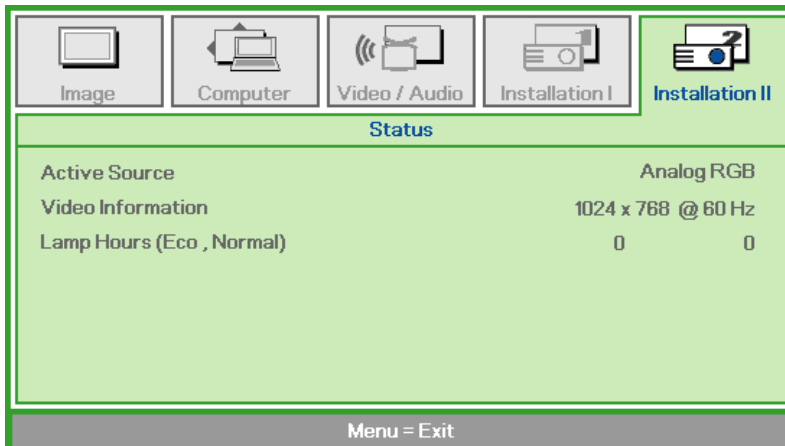 Image Computer Video / Audio Installation I Installation II
Status
Active Source Analog RGB
Video Information 1024 x 768 @ 60 Hz
Lamp Hours (Eco , Normal) 0 0
Menu = Exit